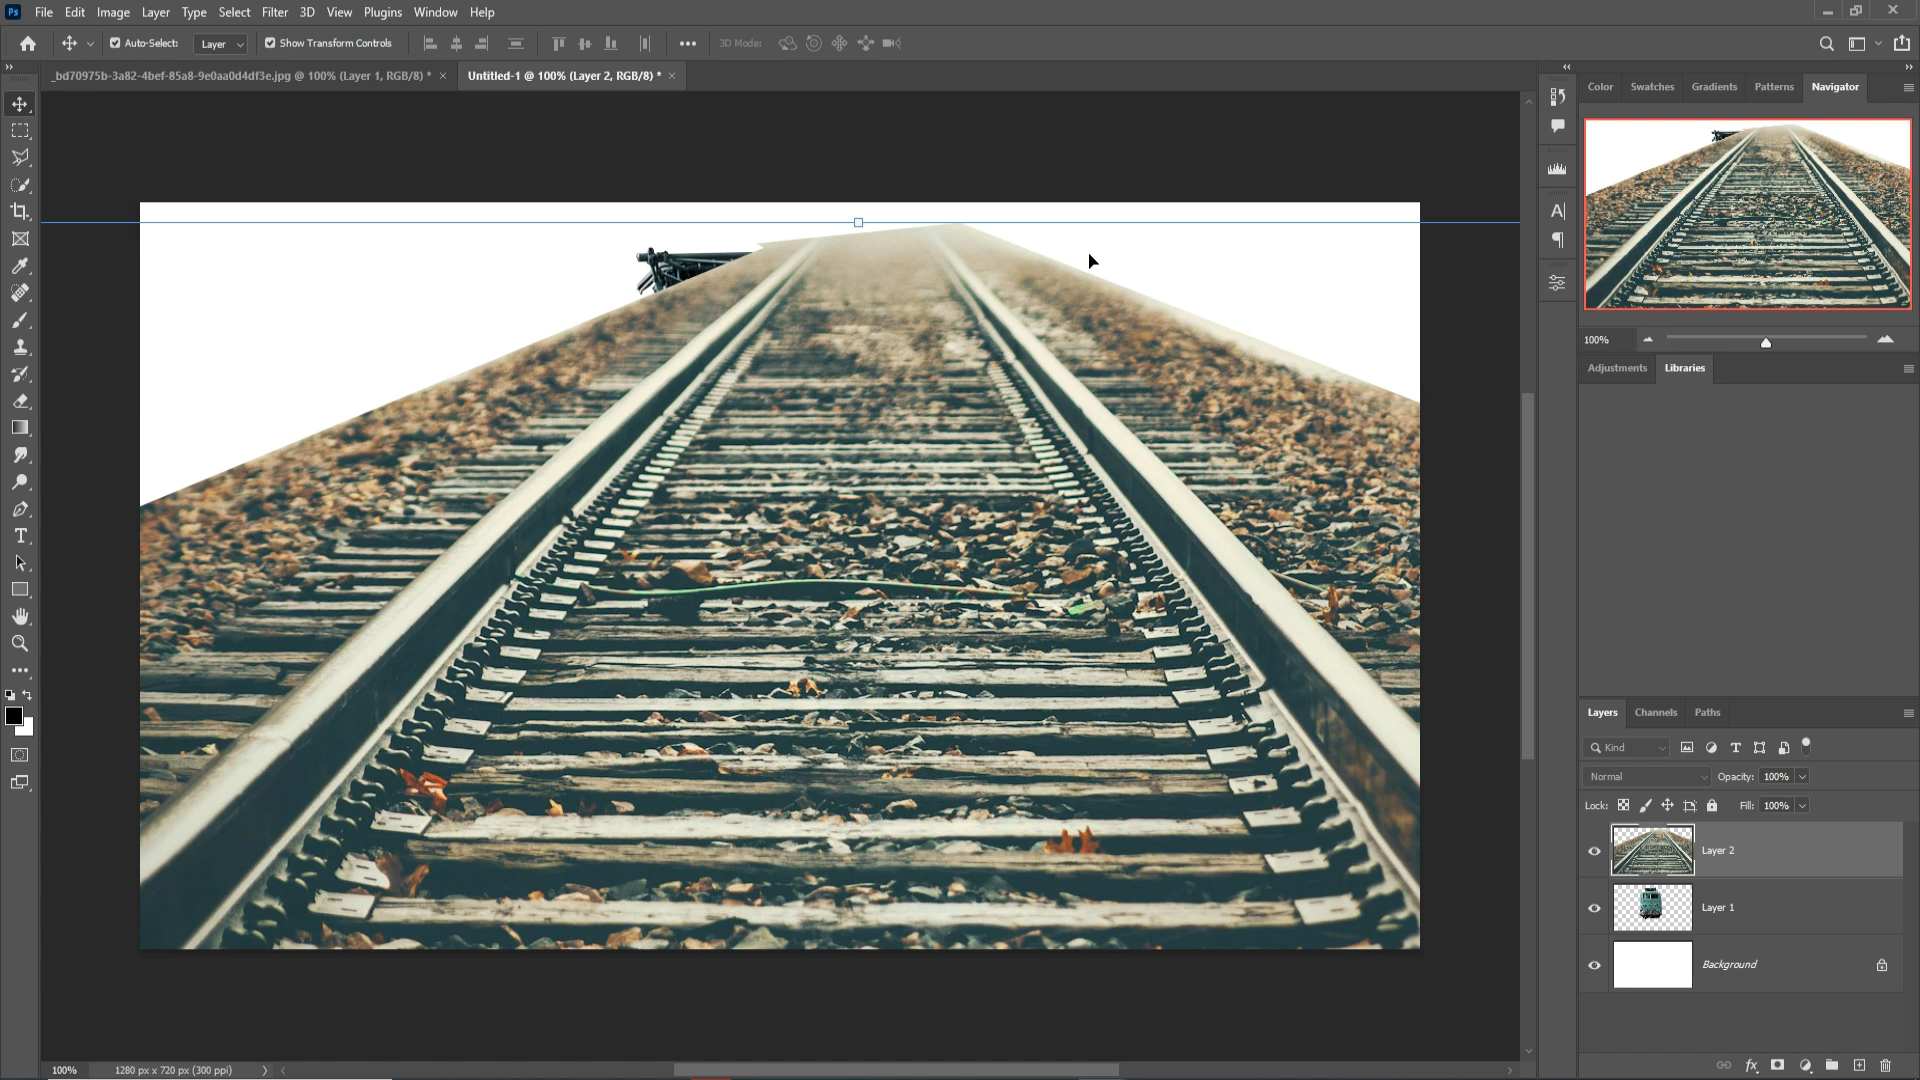 Ps File Edit Image Layer Type Select Filter 3D View Plugins Window Help
Auto-Select: Layer Show Transform Controls 3D Mode:
_bd70975b-3a82-4bef-85a8-9e0aa0d4df3e.jpg @ 100% (Layer 1, RGB/8) * × Untitled-1 @ 100% (Layer 2, RGB/8) * ×
Color Swatches Gradients Patterns Navigator
100%
Adjustments Libraries
Layers Channels Paths
Kind
Normal Opacity: 100%
Lock: Fill: 100%
Layer 2
Layer 1
Background
100% 1280 px x 720 px (300 ppi)